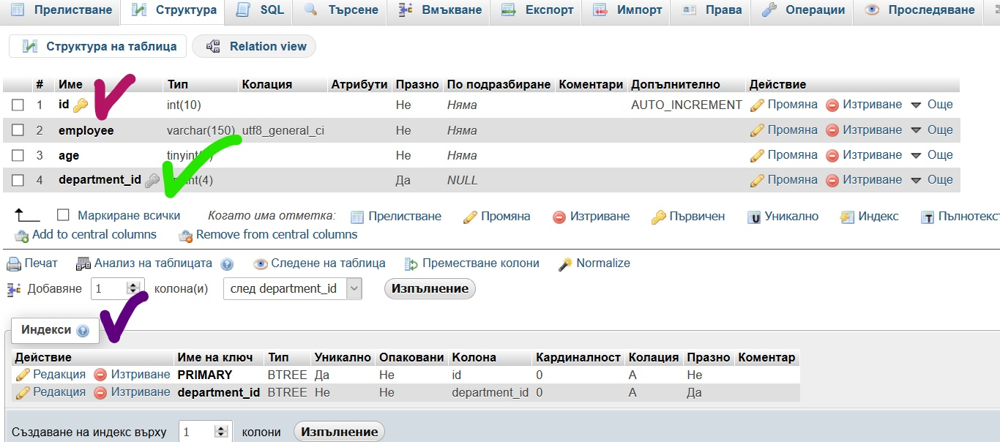 Прелистване Структура SQL Търсене Вмъкване Експорт Импорт Права Операции Проследяване
Структура на таблица Relation view
# Име Тип Колация Атрибути Празно По подразбиране Коментари Допълнително Действие
1 id int(10) Не Няма AUTO_INCREMENT Промяна Изтриване Още
2 employee varchar(150) utf8_general_ci Не Няма Промяна Изтриване Още
3 age Не Няма Промяна Изтриване Още
4 department_id Да NULL Промяна Изтриване Още
Маркиране всички Когато има отметка: Прелистване Промяна Изтриване Първичен Уникално Индекс Пълнотекст
Add to central columns Remove from central columns
Печат Анализ на таблицата Следене на таблица Преместване колони Normalize
Добавяне 1 колона(и) след department_id Изпълнение
Индекси
Действие Име на ключ Тип Уникално Опаковани Колона Кардиналност Колация Празно Коментар
Редакция Изтриване PRIMARY BTREE Да Не id 0 A Не
Редакция Изтриване department_id BTREE Не Не department_id 0 A Да
Създаване на индекс върху 1 колони Изпълнение